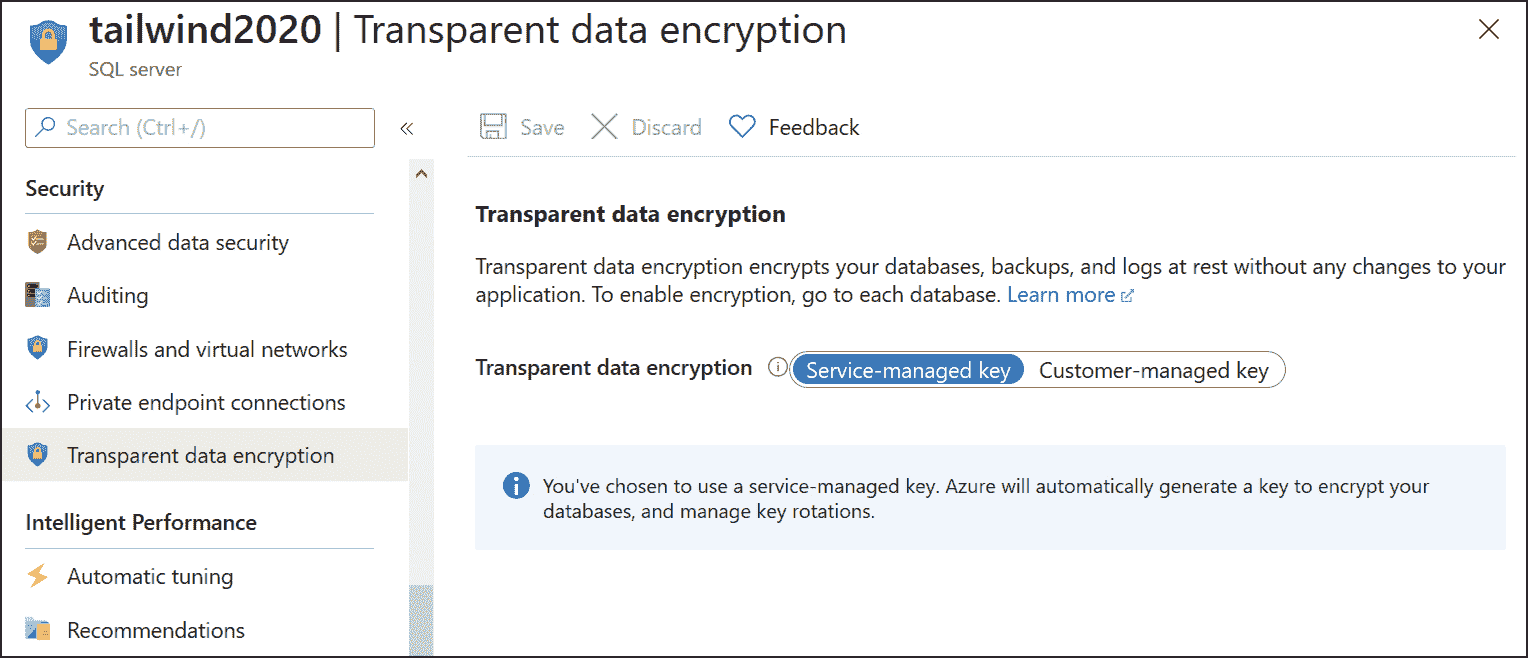 tailwind2020 | Transparent data encryption
SQL server
Search (Ctrl+/)
«
Save
Discard
Feedback
Security
Advanced data security
Auditing
Firewalls and virtual networks
Private endpoint connections
Transparent data encryption
Intelligent Performance
Automatic tuning
Recommendations
Transparent data encryption
Transparent data encryption encrypts your databases, backups, and logs at rest without any changes to your
application. To enable encryption, go to each database. Learn more
Transparent data encryption Service-managed key Customer-managed key
You've chosen to use a service-managed key. Azure will automatically generate a key to encrypt your
databases, and manage key rotations.